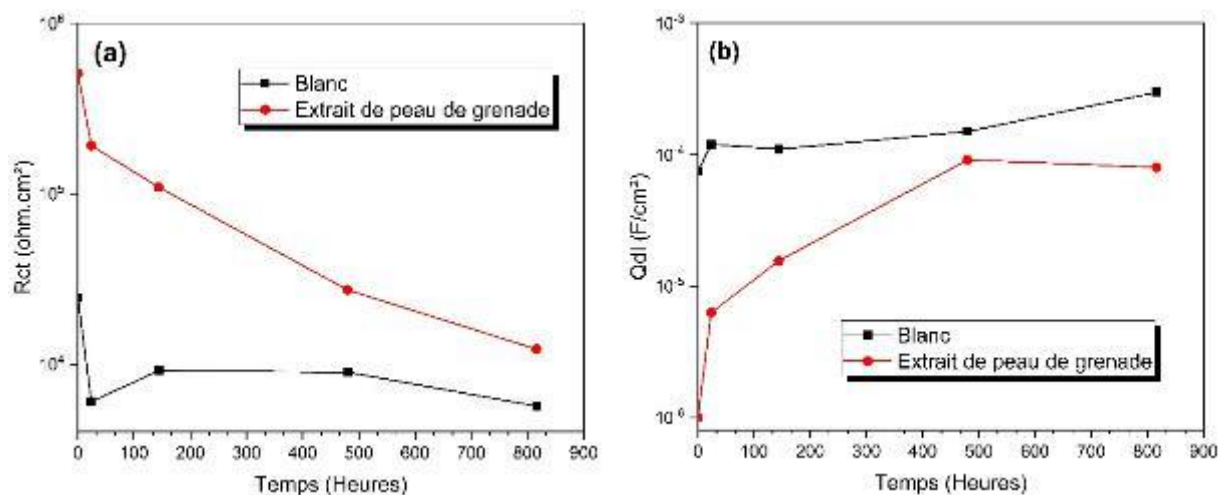 (a)
Blanc
Extrait de peau de grenade
10⁶
10⁵
10⁴
Rct (ohm.cm²)
0 100 200 300 400 500 600 700 800 900
Temps (Heures)
(b)
Blanc
Extrait de peau de grenade
10⁻³
10⁻⁴
10⁻⁵
10⁻⁶
Qdl (F/cm²)
0 100 200 300 400 500 600 700 800 900
Temps (Heures)